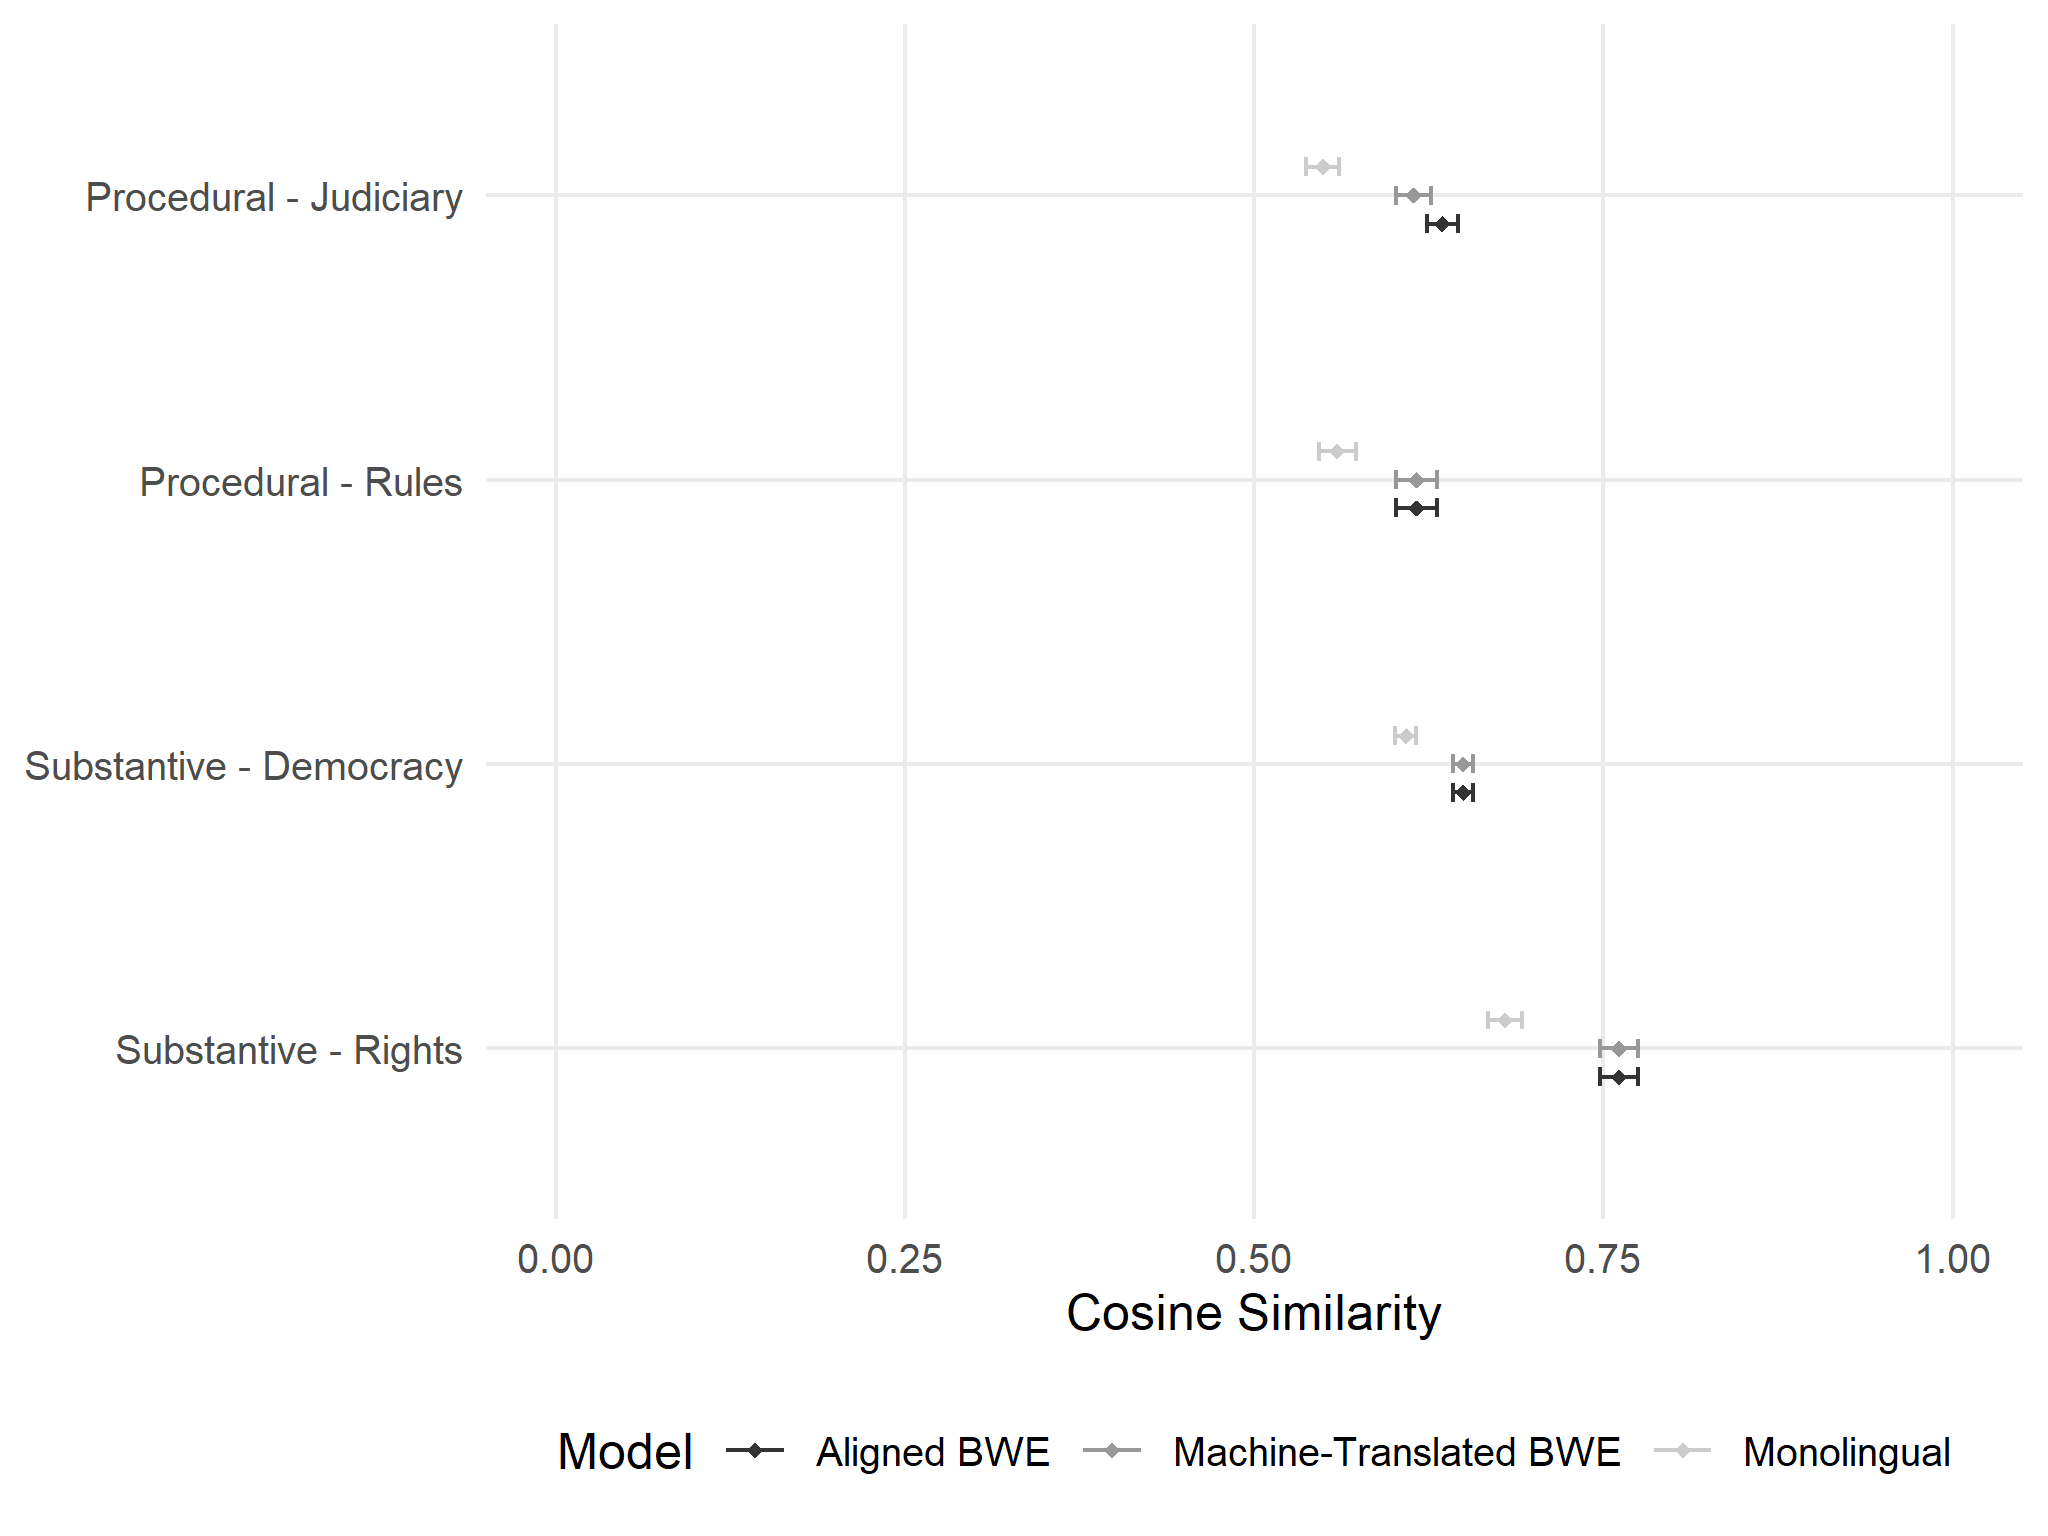 Procedural - Judiciary
Procedural - Rules
Substantive - Democracy
Substantive - Rights
0.00 0.25 0.50 0.75 1.00
Cosine Similarity
Model Aligned BWE Machine-Translated BWE Monolingual